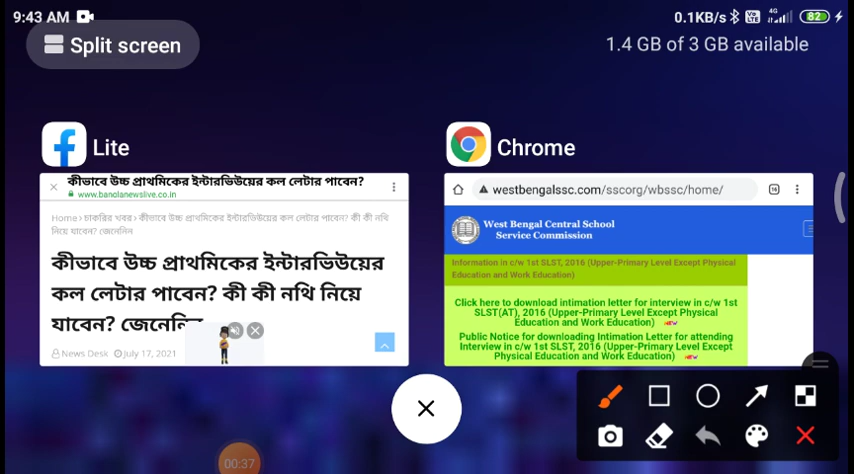 9:43 AM 0.1KB/s Vo LTE 4G 82
Split screen
1.4 GB of 3 GB available
Lite
কীভাবে উচ্চ প্রাথমিকের ইন্টারভিউয়ের কল লেটার পাবেন?
www.banglanewslive.co.in
Home › চাকরির খবর › কীভাবে উচ্চ প্রাথমিকের ইন্টারভিউয়ের কল লেটার পাবেন? কী কী নথি
নিয়ে যাবেন? জেনেনিন
কীভাবে উচ্চ প্রাথমিকের ইন্টারভিউয়ের
কল লেটার পাবেন? কী কী নথি নিয়ে
যাবেন? জেনেনিন
News Desk July 17, 2021
Chrome
westbengalssc.com/sscorg/wbssc/home/
West Bengal Central School
Service Commission
Information in c/w 1st SLST, 2016 (Upper-Primary Level Except Physical
Education and Work Education)
Click here to download intimation letter for interview in c/w 1st
SLST(AT), 2016 (Upper-Primary Level Except Physical
Education and Work Education)
Public Notice for downloading Intimation Letter for attending
Interview in c/w 1st SLST, 2016 (Upper-Primary Level Except
Physical Education and Work Education)
00:37